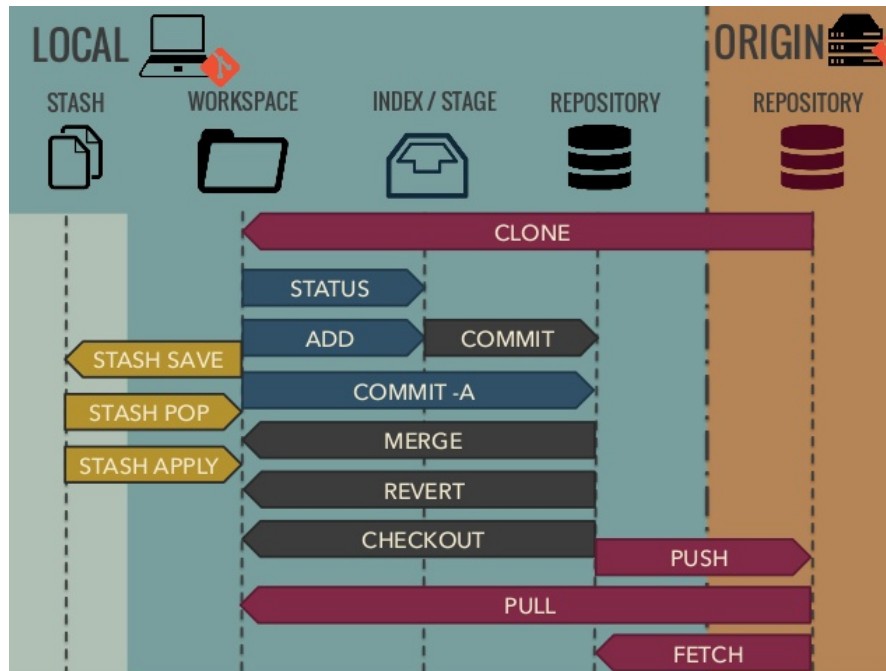 LOCAL
ORIGIN
STASH
WORKSPACE
INDEX / STAGE
REPOSITORY
REPOSITORY
CLONE
STATUS
ADD
COMMIT
STASH SAVE
COMMIT -A
STASH POP
MERGE
STASH APPLY
REVERT
CHECKOUT
PUSH
PULL
FETCH